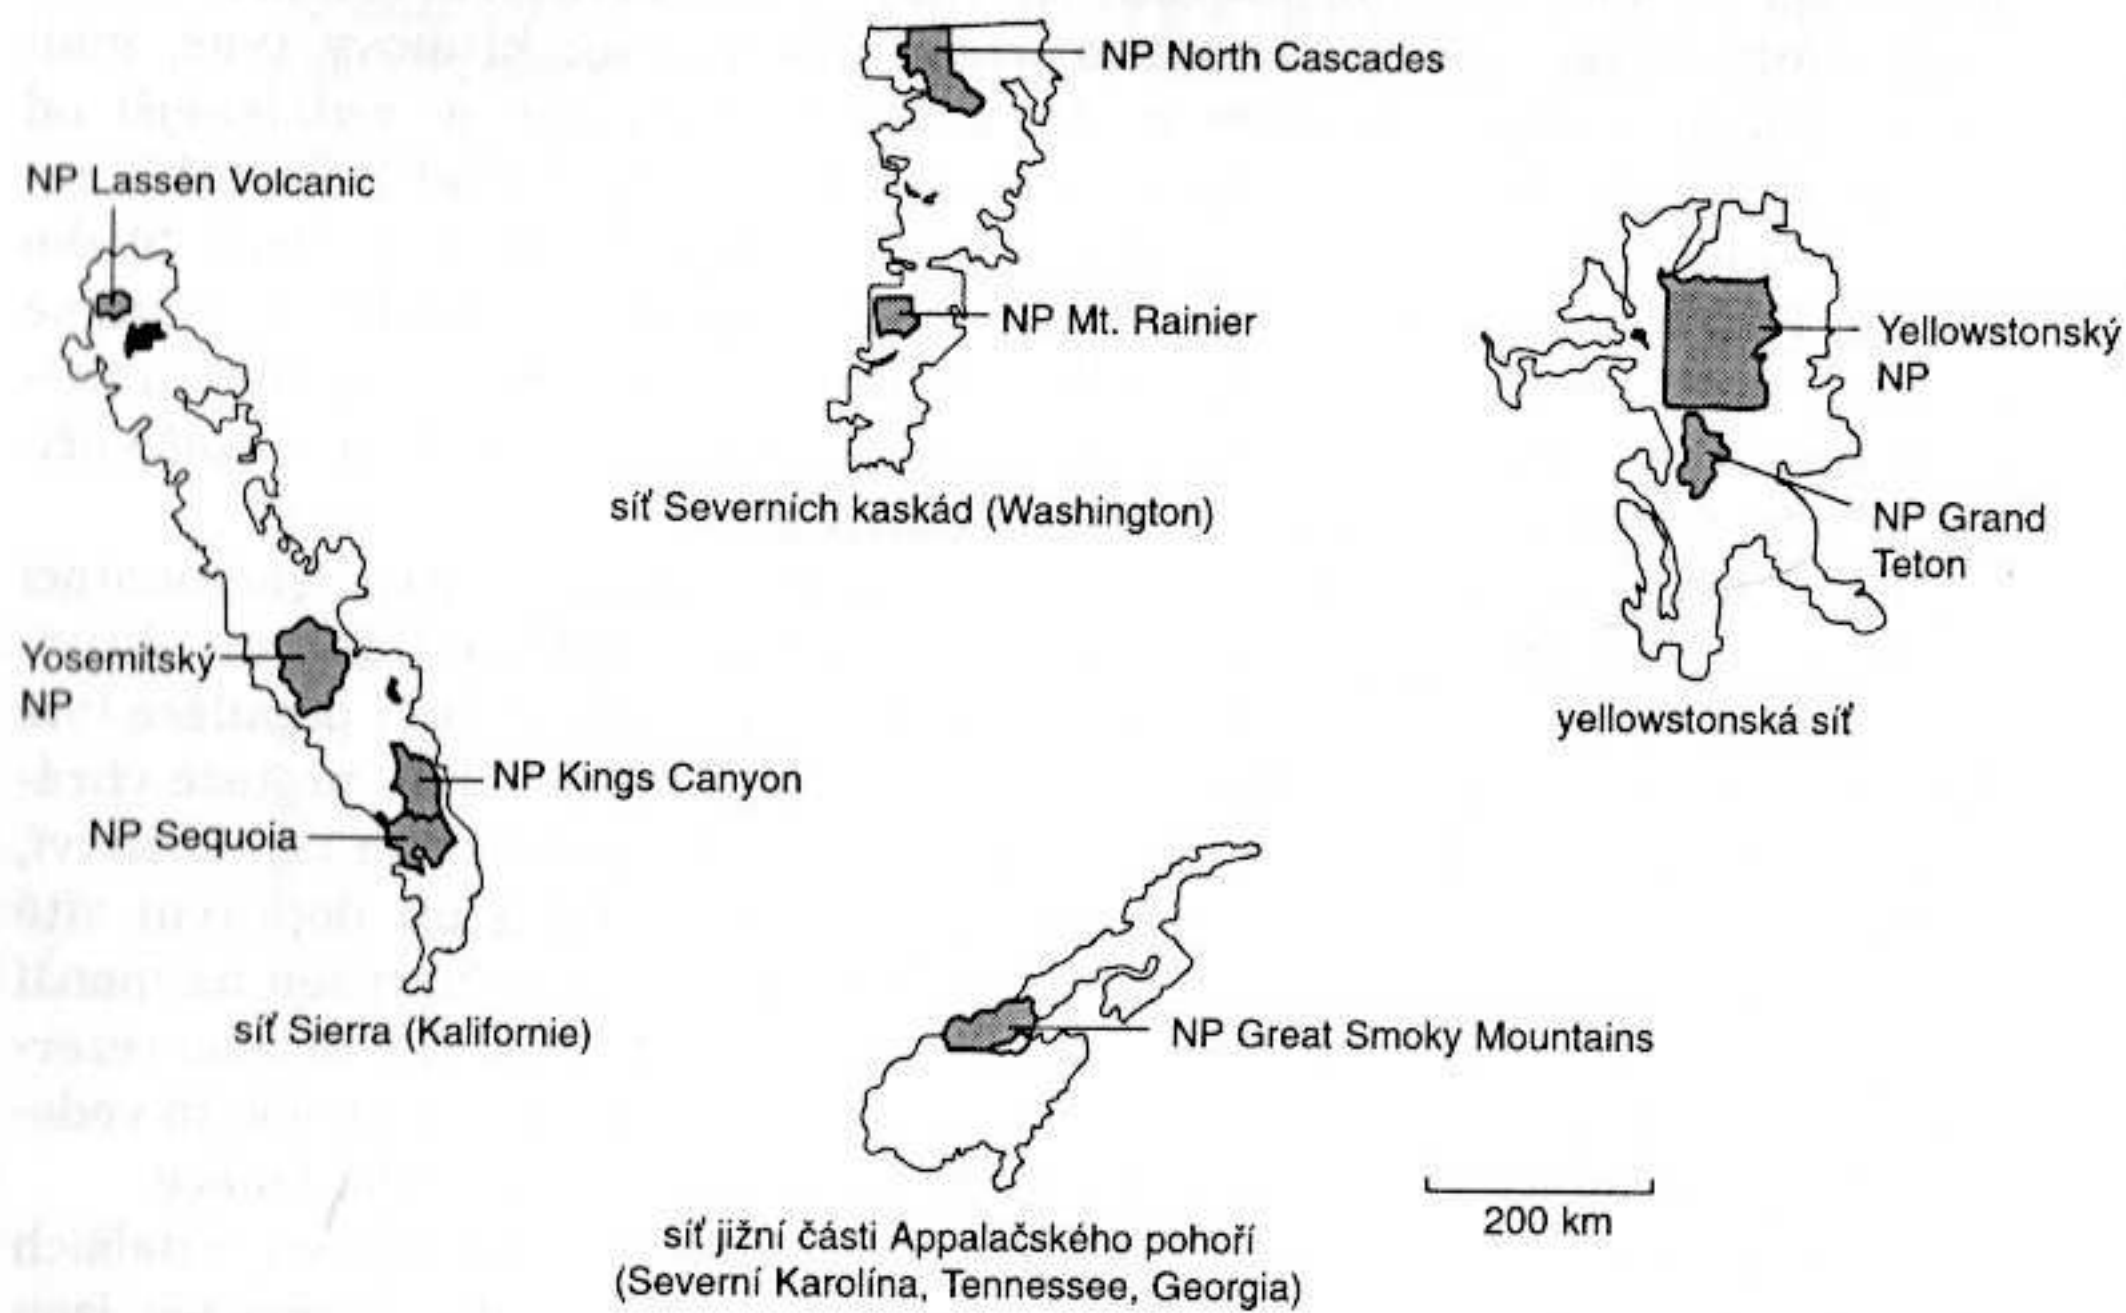 NP North Cascades
NP Lassen Volcanic
NP Mt. Rainier
Yellowstonský
NP
síť Severních kaskád (Washington)
NP Grand
Teton
Yosemitský
NP
yellowstonská síť
NP Kings Canyon
NP Sequoia
síť Sierra (Kalifornie)
NP Great Smoky Mountains
200 km
síť jižní části Appalačského pohoří
(Severní Karolína, Tennessee, Georgia)